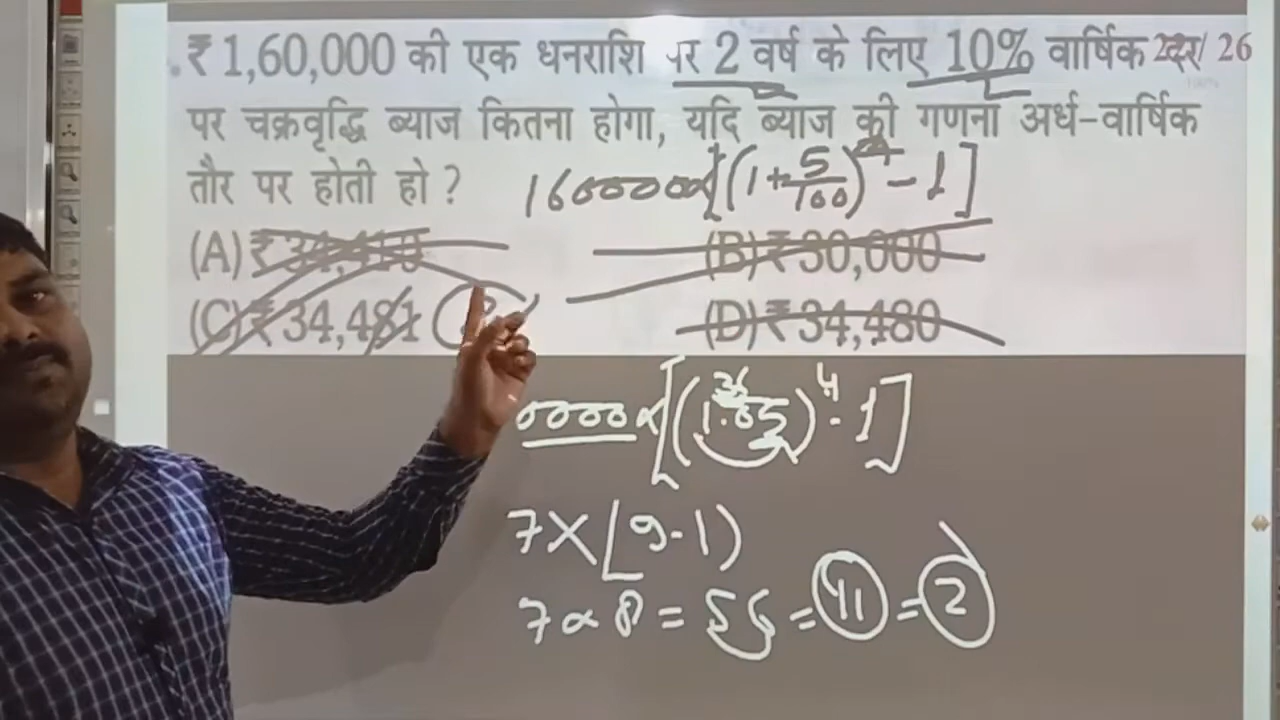 ₹ 1,60,000 की एक धनराशि पर 2 वर्ष के लिए 10% वार्षिक दर
पर चक्रवृद्धि ब्याज कितना होगा, यदि ब्याज की गणना अर्ध-वार्षिक
तौर पर होती हो ?
[(1+5/100)^4 - 1]
(A) ₹ 34,410 (B) ₹ 30,000
(C) ₹ 34,481 (D) ₹ 34,480
0000×[(1.05)^4 - 1]
7×[9-1)
7×8 = 56 = 11 = 2